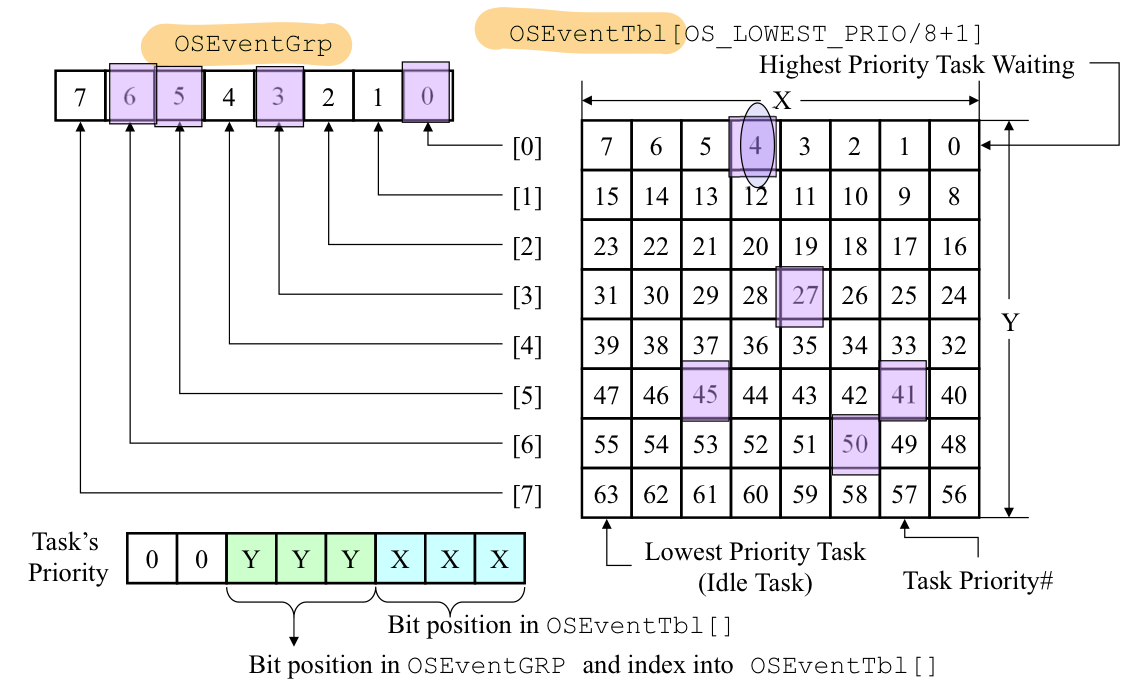 OSEventGrp
OSEventTbl[OS_LOWEST_PRIO/8+1]
Highest Priority Task Waiting
7 6 5 4 3 2 1 0
X
[0] 7 6 5 4 3 2 1 0
[1] 15 14 13 12 11 10 9 8
[2] 23 22 21 20 19 18 17 16
[3] 31 30 29 28 27 26 25 24
Y
[4] 39 38 37 36 35 34 33 32
[5] 47 46 45 44 43 42 41 40
[6] 55 54 53 52 51 50 49 48
[7] 63 62 61 60 59 58 57 56
Task's
Priority
0 0 Y Y Y X X X
Lowest Priority Task
(Idle Task)
Task Priority#
Bit position in OSEventTbl[]
Bit position in OSEventGRP and index into OSEventTbl[]